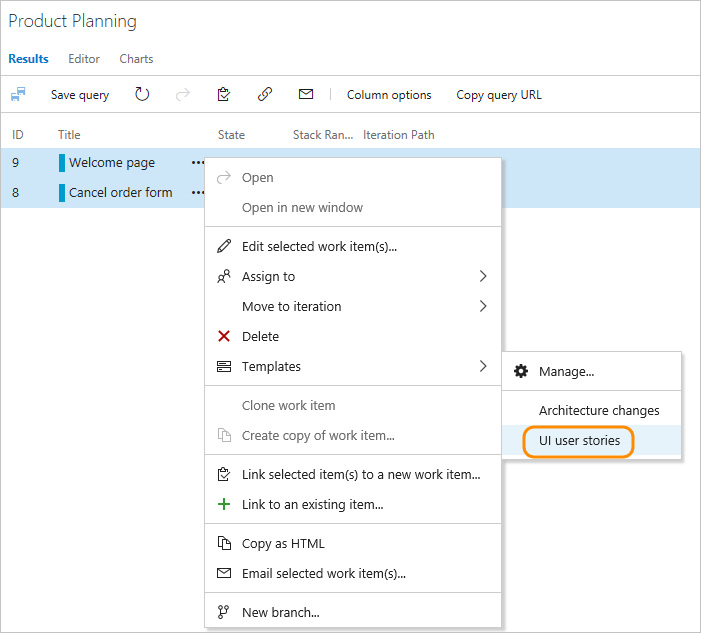 Product Planning
Results Editor Charts
Save query Column options Copy query URL
ID Title State Stack Ran... Iteration Path
9 Welcome page •••
8 Cancel order form •••
Open
Open in new window
Edit selected work item(s)...
Assign to
Move to iteration
Delete
Templates
Manage...
Architecture changes
UI user stories
Clone work item
Create copy of work item...
Link selected item(s) to a new work item...
Link to an existing item...
Copy as HTML
Email selected work item(s)...
New branch...